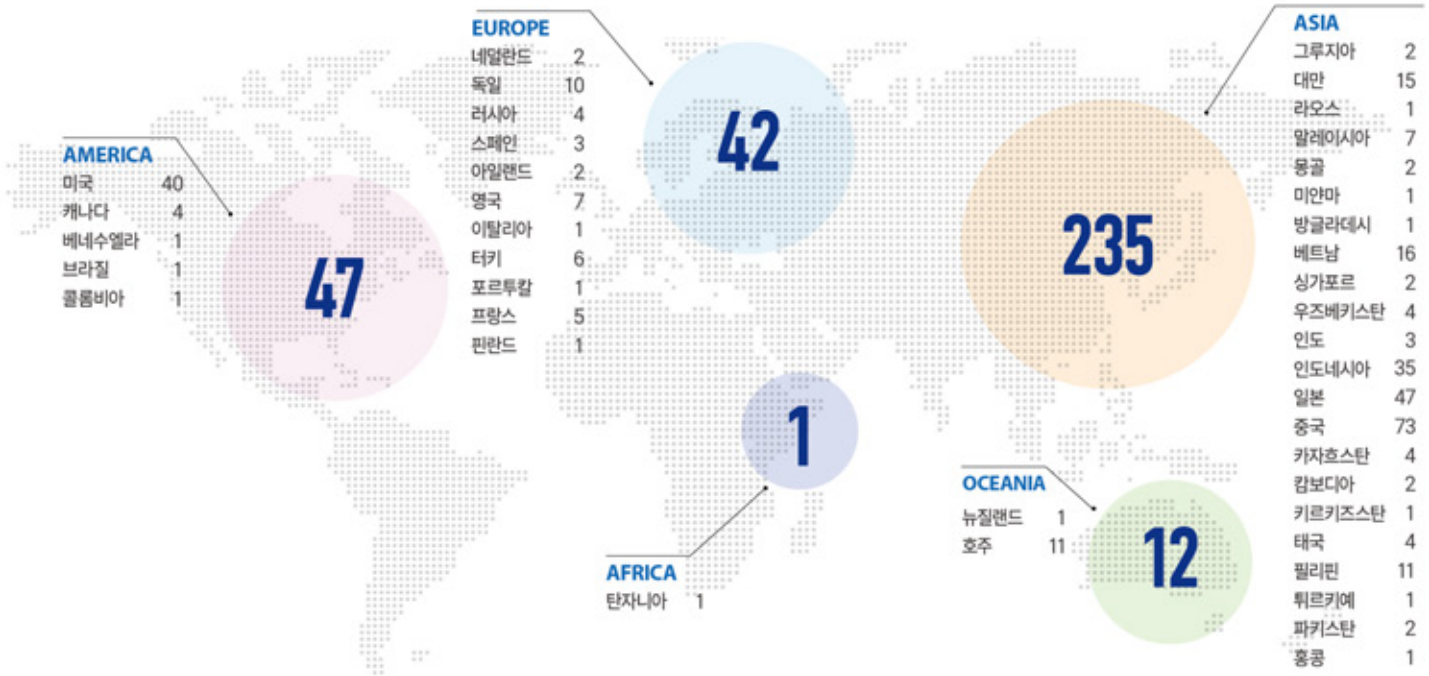 AMERICA
미국 40
캐나다 4
베네수엘라 1
브라질 1
콜롬비아 1
47
EUROPE
네덜란드 2
독일 10
러시아 4
스페인 3
아일랜드 2
영국 7
이탈리아 1
터키 6
포르투칼 1
프랑스 5
핀란드 1
42
AFRICA
탄자니아 1
1
OCEANIA
뉴질랜드 1
호주 11
12
ASIA
그루지아 2
대만 15
라오스 1
말레이시아 7
몽골 2
미얀마 1
방글라데시 1
베트남 16
싱가포르 2
우즈베키스탄 4
인도 3
인도네시아 35
일본 47
중국 73
카자흐스탄 4
캄보디아 2
키르키즈스탄 1
태국 4
필리핀 11
튀르키예 1
파키스탄 2
홍콩 1
235